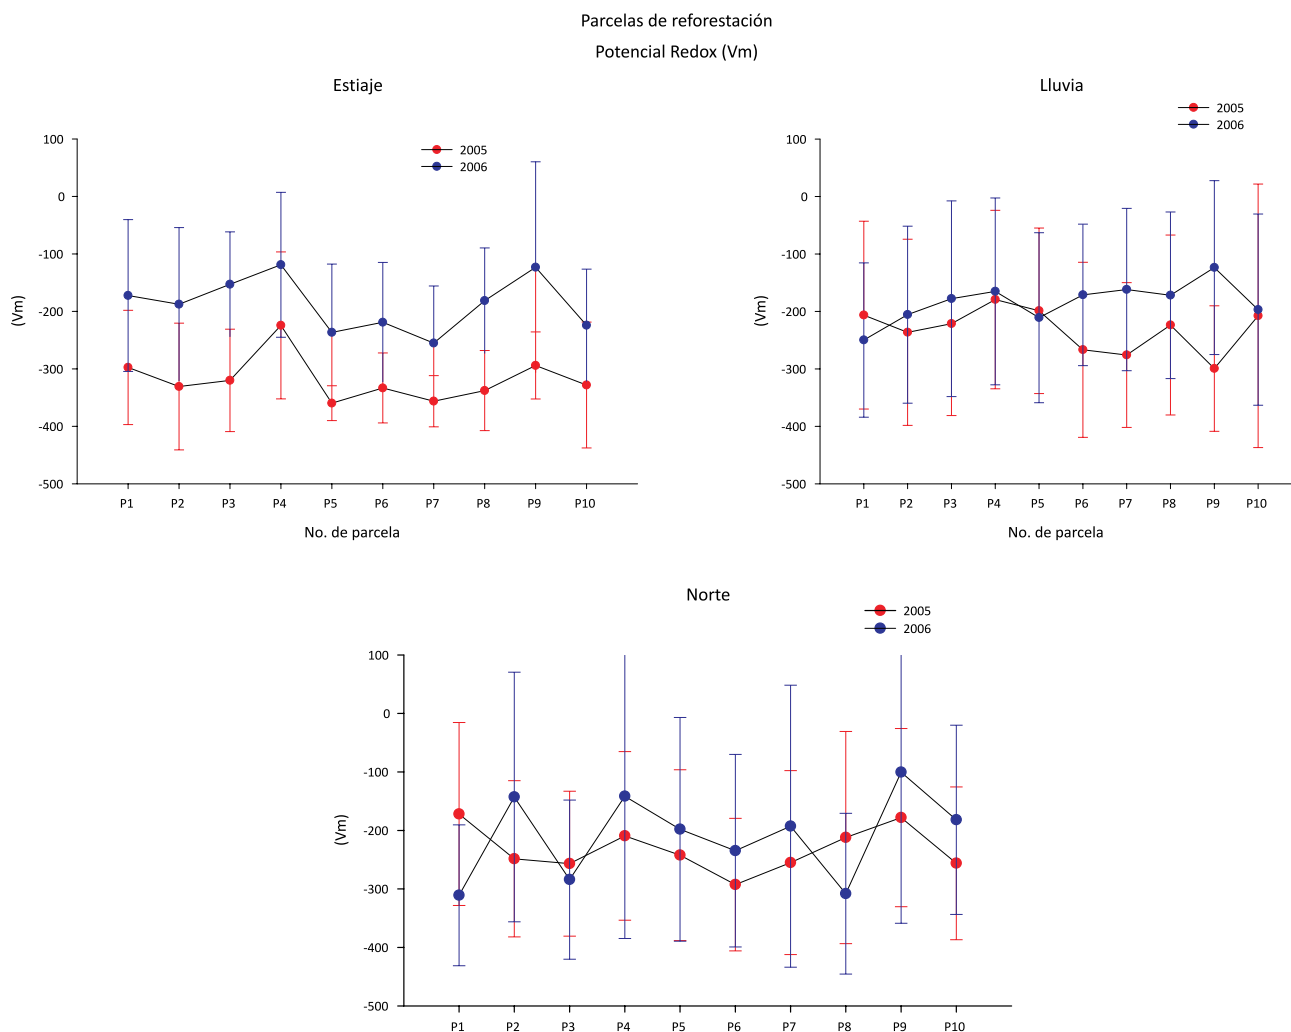 Parcelas de reforestación
Potencial Redox (Vm)
Estiaje
2005
2006
100
0
-100
-200
-300
-400
-500
(Vm)
P1 P2 P3 P4 P5 P6 P7 P8 P9 P10
No. de parcela
Lluvia
2005
2006
100
0
-100
-200
-300
-400
-500
(Vm)
P1 P2 P3 P4 P5 P6 P7 P8 P9 P10
No. de parcela
Norte
2005
2006
100
0
-100
-200
-300
-400
-500
(Vm)
P1 P2 P3 P4 P5 P6 P7 P8 P9 P10